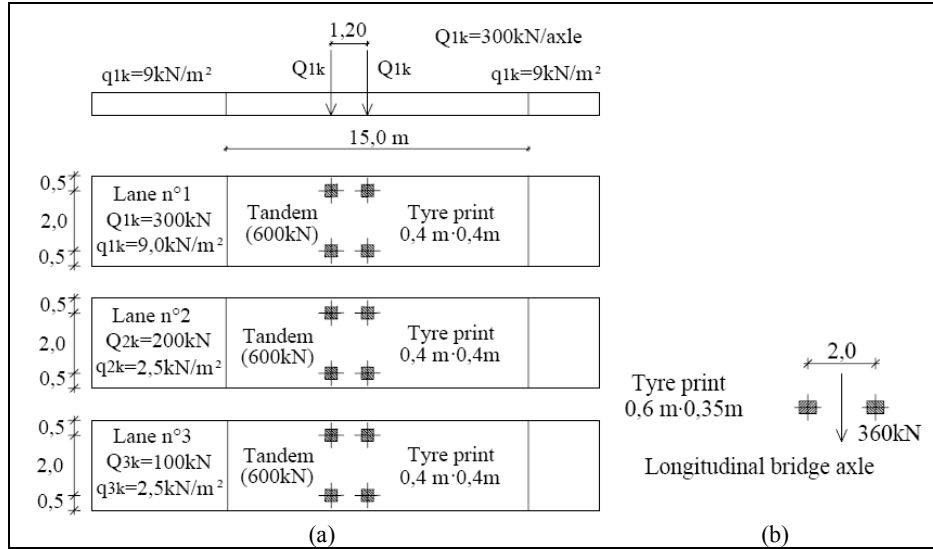 1,20
Q1k=300kN/axle
Q1k
Q1k
q1k=9kN/m²
q1k=9kN/m²
15,0 m
0,5
2,0
0,5
Lane n°1
Q1k=300kN
q1k=9,0kN/m²
Tandem
(600kN)
Tyre print
0,4 m·0,4m
0,5
2,0
0,5
Lane n°2
Q2k=200kN
q2k=2,5kN/m²
Tandem
(600kN)
Tyre print
0,4 m·0,4m
0,5
2,0
0,5
Lane n°3
Q3k=100kN
q3k=2,5kN/m²
Tandem
(600kN)
Tyre print
0,4 m·0,4m
(a)
2,0
Tyre print
0,6 m·0,35m
360kN
Longitudinal bridge axle
(b)